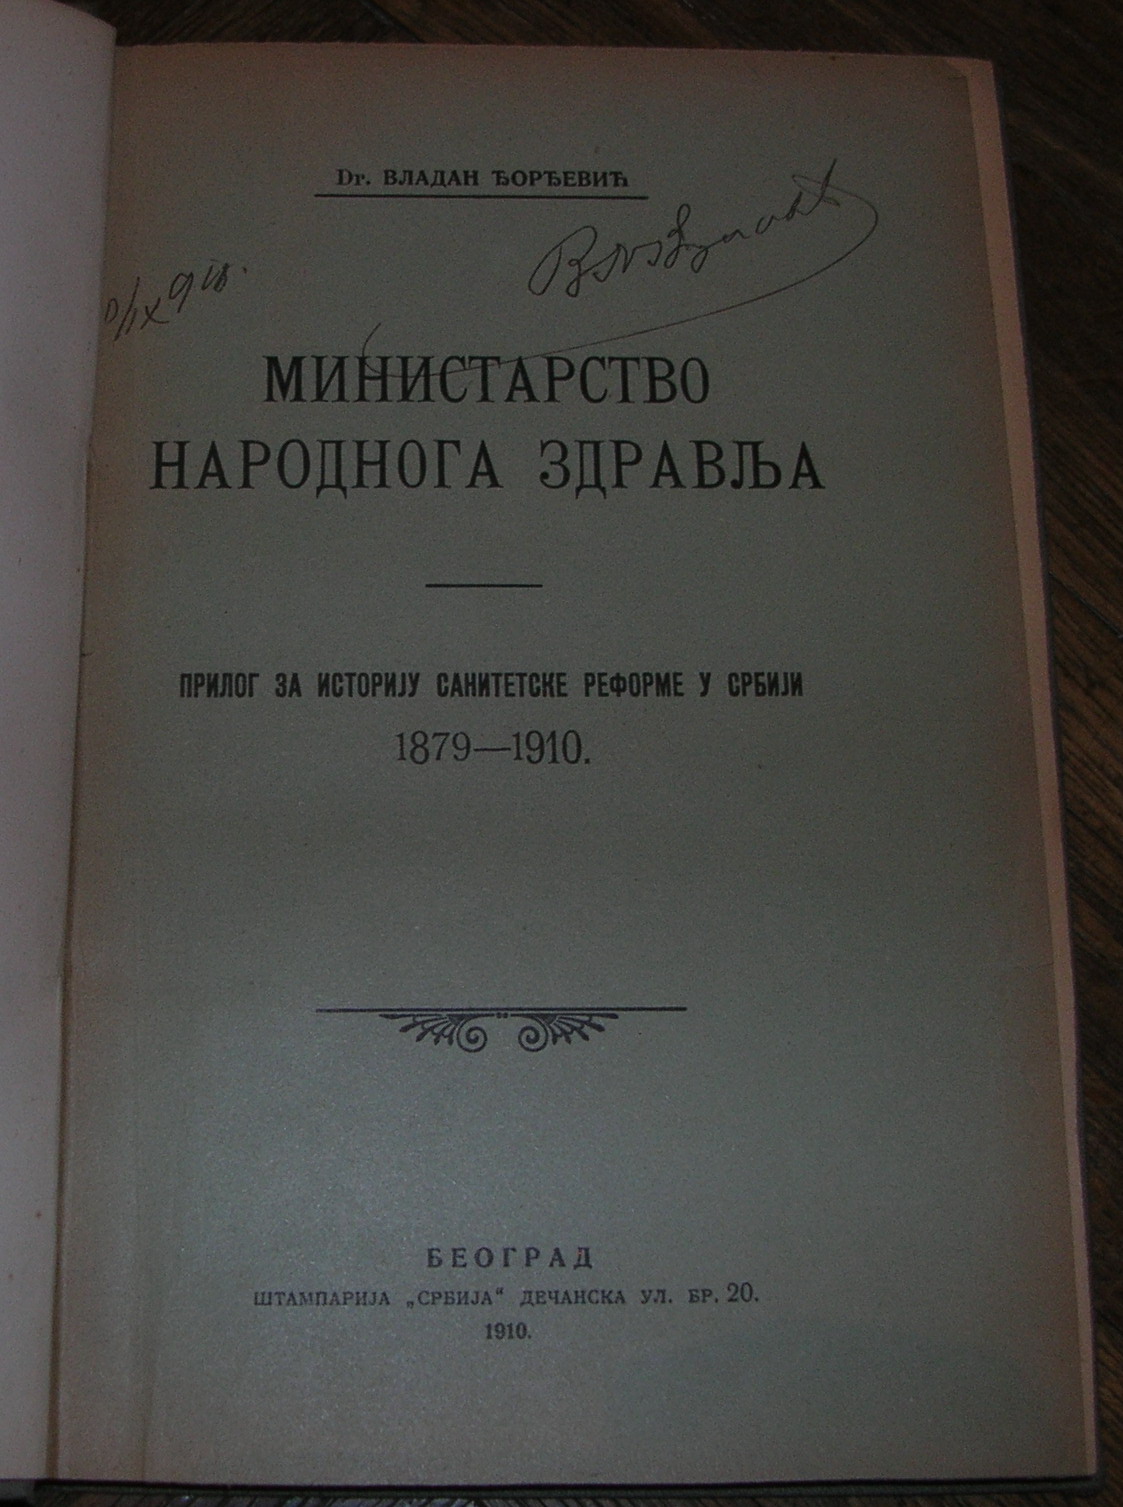 Dr. ВЛАДАН ЂОРЂЕВИЋ
МИНИСТАРСТВО
НАРОДНОГА ЗДРАВЉА
ПРИЛОГ ЗА ИСТОРИЈУ САНИТЕТСКЕ РЕФОРМЕ У СРБИЈИ
1879—1910.
БЕОГРАД
ШТАМПАРИЈА „СРБИЈА“ ДЕЧАНСКА УЛ. БР. 20.
1910.